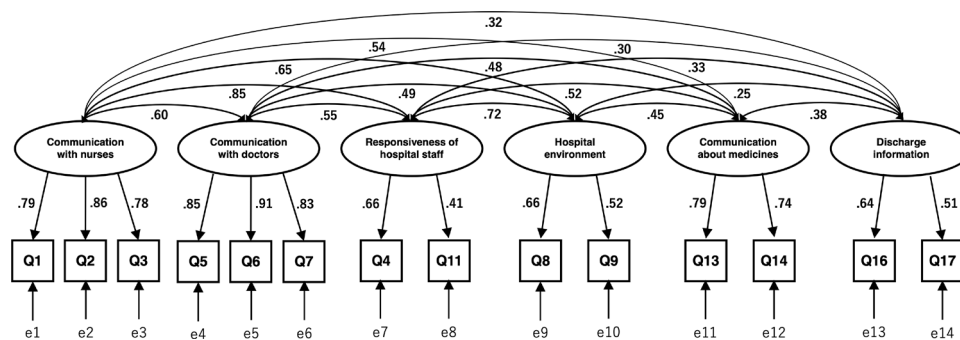 .32
.54
.30
.65
.48
.33
.85
.49
.52
.25
.60
.55
.72
.45
.38
Communication
with nurses
Communication
with doctors
Responsiveness of
hospital staff
Hospital
environment
Communication
about medicines
Discharge
information
.79
.86
.78
.85
.91
.83
.66
.41
.66
.52
.79
.74
.64
.51
Q1
Q2
Q3
Q5
Q6
Q7
Q4
Q11
Q8
Q9
Q13
Q14
Q16
Q17
e1
e2
e3
e4
e5
e6
e7
e8
e9
e10
e11
e12
e13
e14